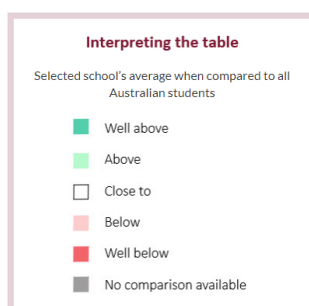 Interpreting the table
Selected school's average when compared to all
Australian students
Well above
Above
Close to
Below
Well below
No comparison available